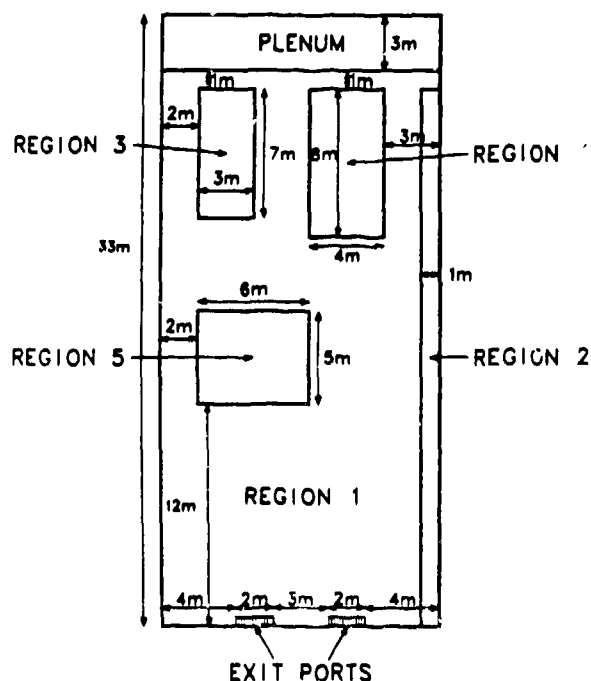 PLENUM
3m
1m
1m
2m
3m
REGION 3
7m
8m
REGION
3m
4m
33m
1m
6m
2m
REGION 5
5m
REGION 2
REGION 1
12m
4m
2m
3m
2m
4m
EXIT PORTS